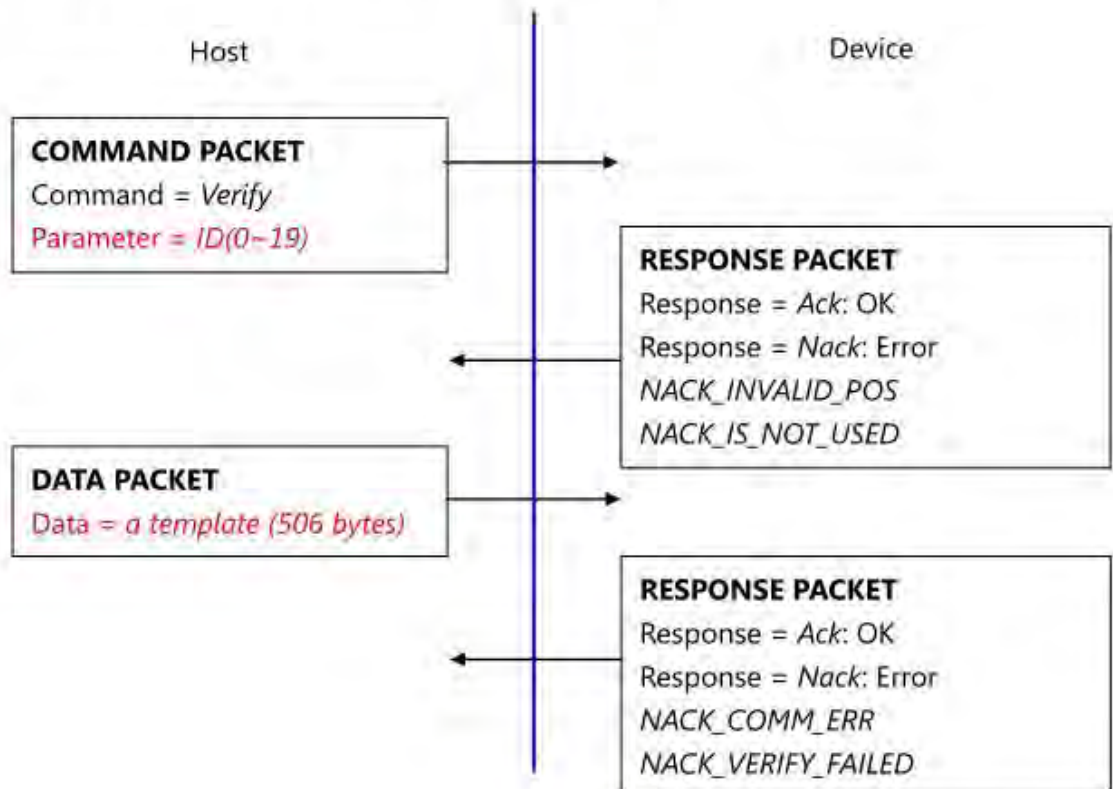 Host
Device
COMMAND PACKET
Command = Verify
Parameter = ID(0~19)
RESPONSE PACKET
Response = Ack: OK
Response = Nack: Error
NACK_INVALID_POS
NACK_IS_NOT_USED
DATA PACKET
Data = a template (506 bytes)
RESPONSE PACKET
Response = Ack: OK
Response = Nack: Error
NACK_COMM_ERR
NACK_VERIFY_FAILED